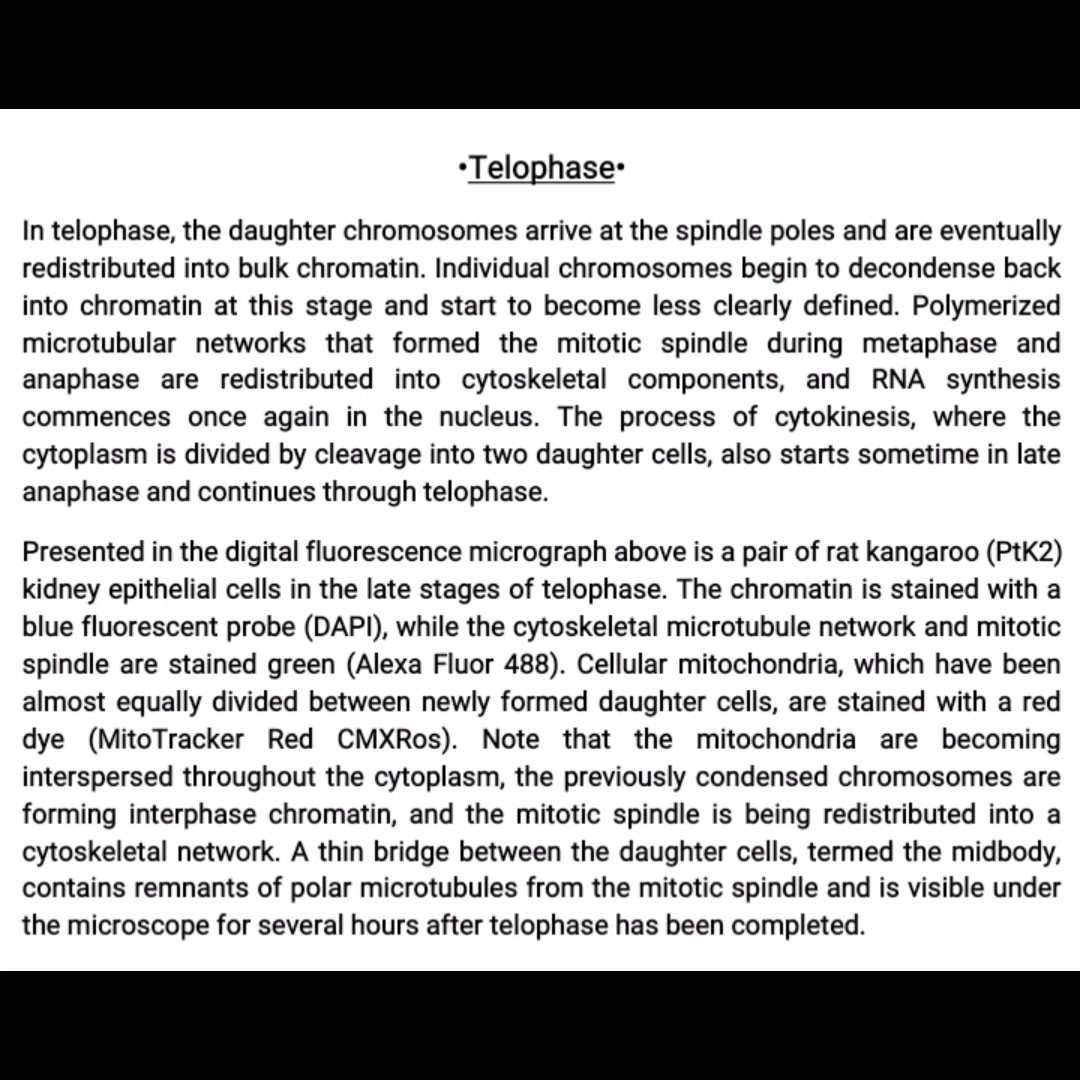 •Telophase•
In telophase, the daughter chromosomes arrive at the spindle poles and are eventually
redistributed into bulk chromatin. Individual chromosomes begin to decondense back
into chromatin at this stage and start to become less clearly defined. Polymerized
microtubular networks that formed the mitotic spindle during metaphase and
anaphase are redistributed into cytoskeletal components, and RNA synthesis
commences once again in the nucleus. The process of cytokinesis, where the
cytoplasm is divided by cleavage into two daughter cells, also starts sometime in late
anaphase and continues through telophase.
Presented in the digital fluorescence micrograph above is a pair of rat kangaroo (PtK2)
kidney epithelial cells in the late stages of telophase. The chromatin is stained with a
blue fluorescent probe (DAPI), while the cytoskeletal microtubule network and mitotic
spindle are stained green (Alexa Fluor 488). Cellular mitochondria, which have been
almost equally divided between newly formed daughter cells, are stained with a red
dye (MitoTracker Red CMXRos). Note that the mitochondria are becoming
interspersed throughout the cytoplasm, the previously condensed chromosomes are
forming interphase chromatin, and the mitotic spindle is being redistributed into a
cytoskeletal network. A thin bridge between the daughter cells, termed the midbody,
contains remnants of polar microtubules from the mitotic spindle and is visible under
the microscope for several hours after telophase has been completed.